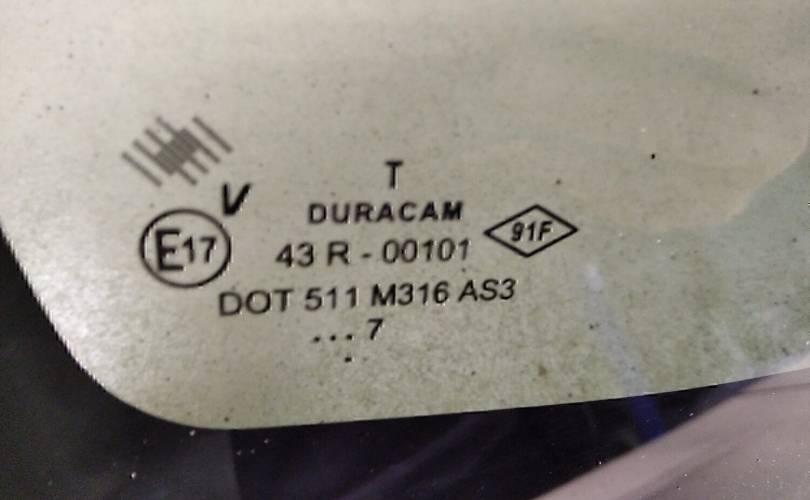 V
T
DURACAM
E17
43 R - 00101
91F
DOT 511 M316 AS3
... 7
.